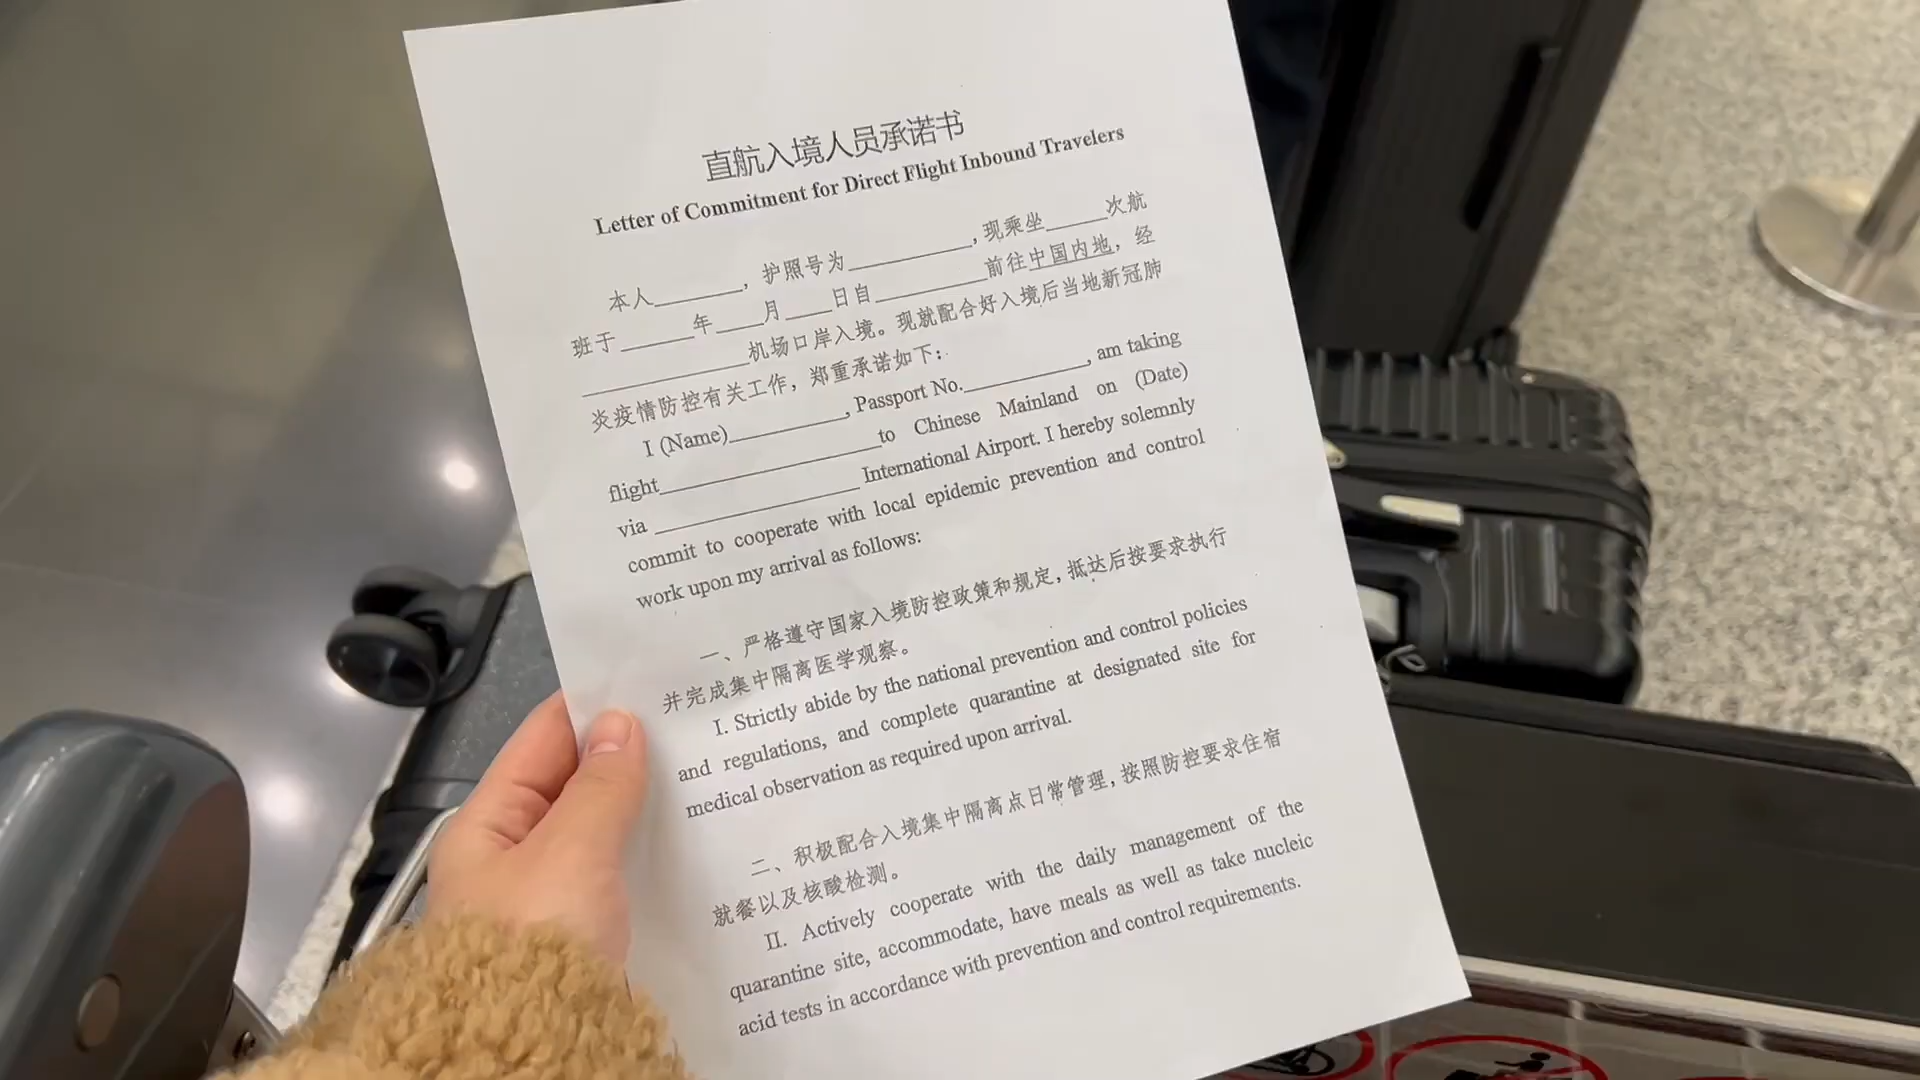 直航入境人员承诺书
Letter of Commitment for Direct Flight Inbound Travelers
本人________，护照号为___________，现乘坐______次航
班于_______年____月____日自__________前往中国内地，经
_______________机场口岸入境。现就配合好入境后当地新冠肺
炎疫情防控有关工作，郑重承诺如下：
I (Name)___________, Passport No.___________, am taking
flight____________________to Chinese Mainland on (Date)
via __________________ International Airport. I hereby solemnly
commit to cooperate with local epidemic prevention and control
work upon my arrival as follows:
一、严格遵守国家入境防控政策和规定，抵达后按要求执行
并完成集中隔离医学观察。
I. Strictly abide by the national prevention and control policies
and regulations, and complete quarantine at designated site for
medical observation as required upon arrival.
二、积极配合入境集中隔离点日常管理，按照防控要求住宿
就餐以及核酸检测。
II. Actively cooperate with the daily management of the
quarantine site, accommodate, have meals as well as take nucleic
acid tests in accordance with prevention and control requirements.